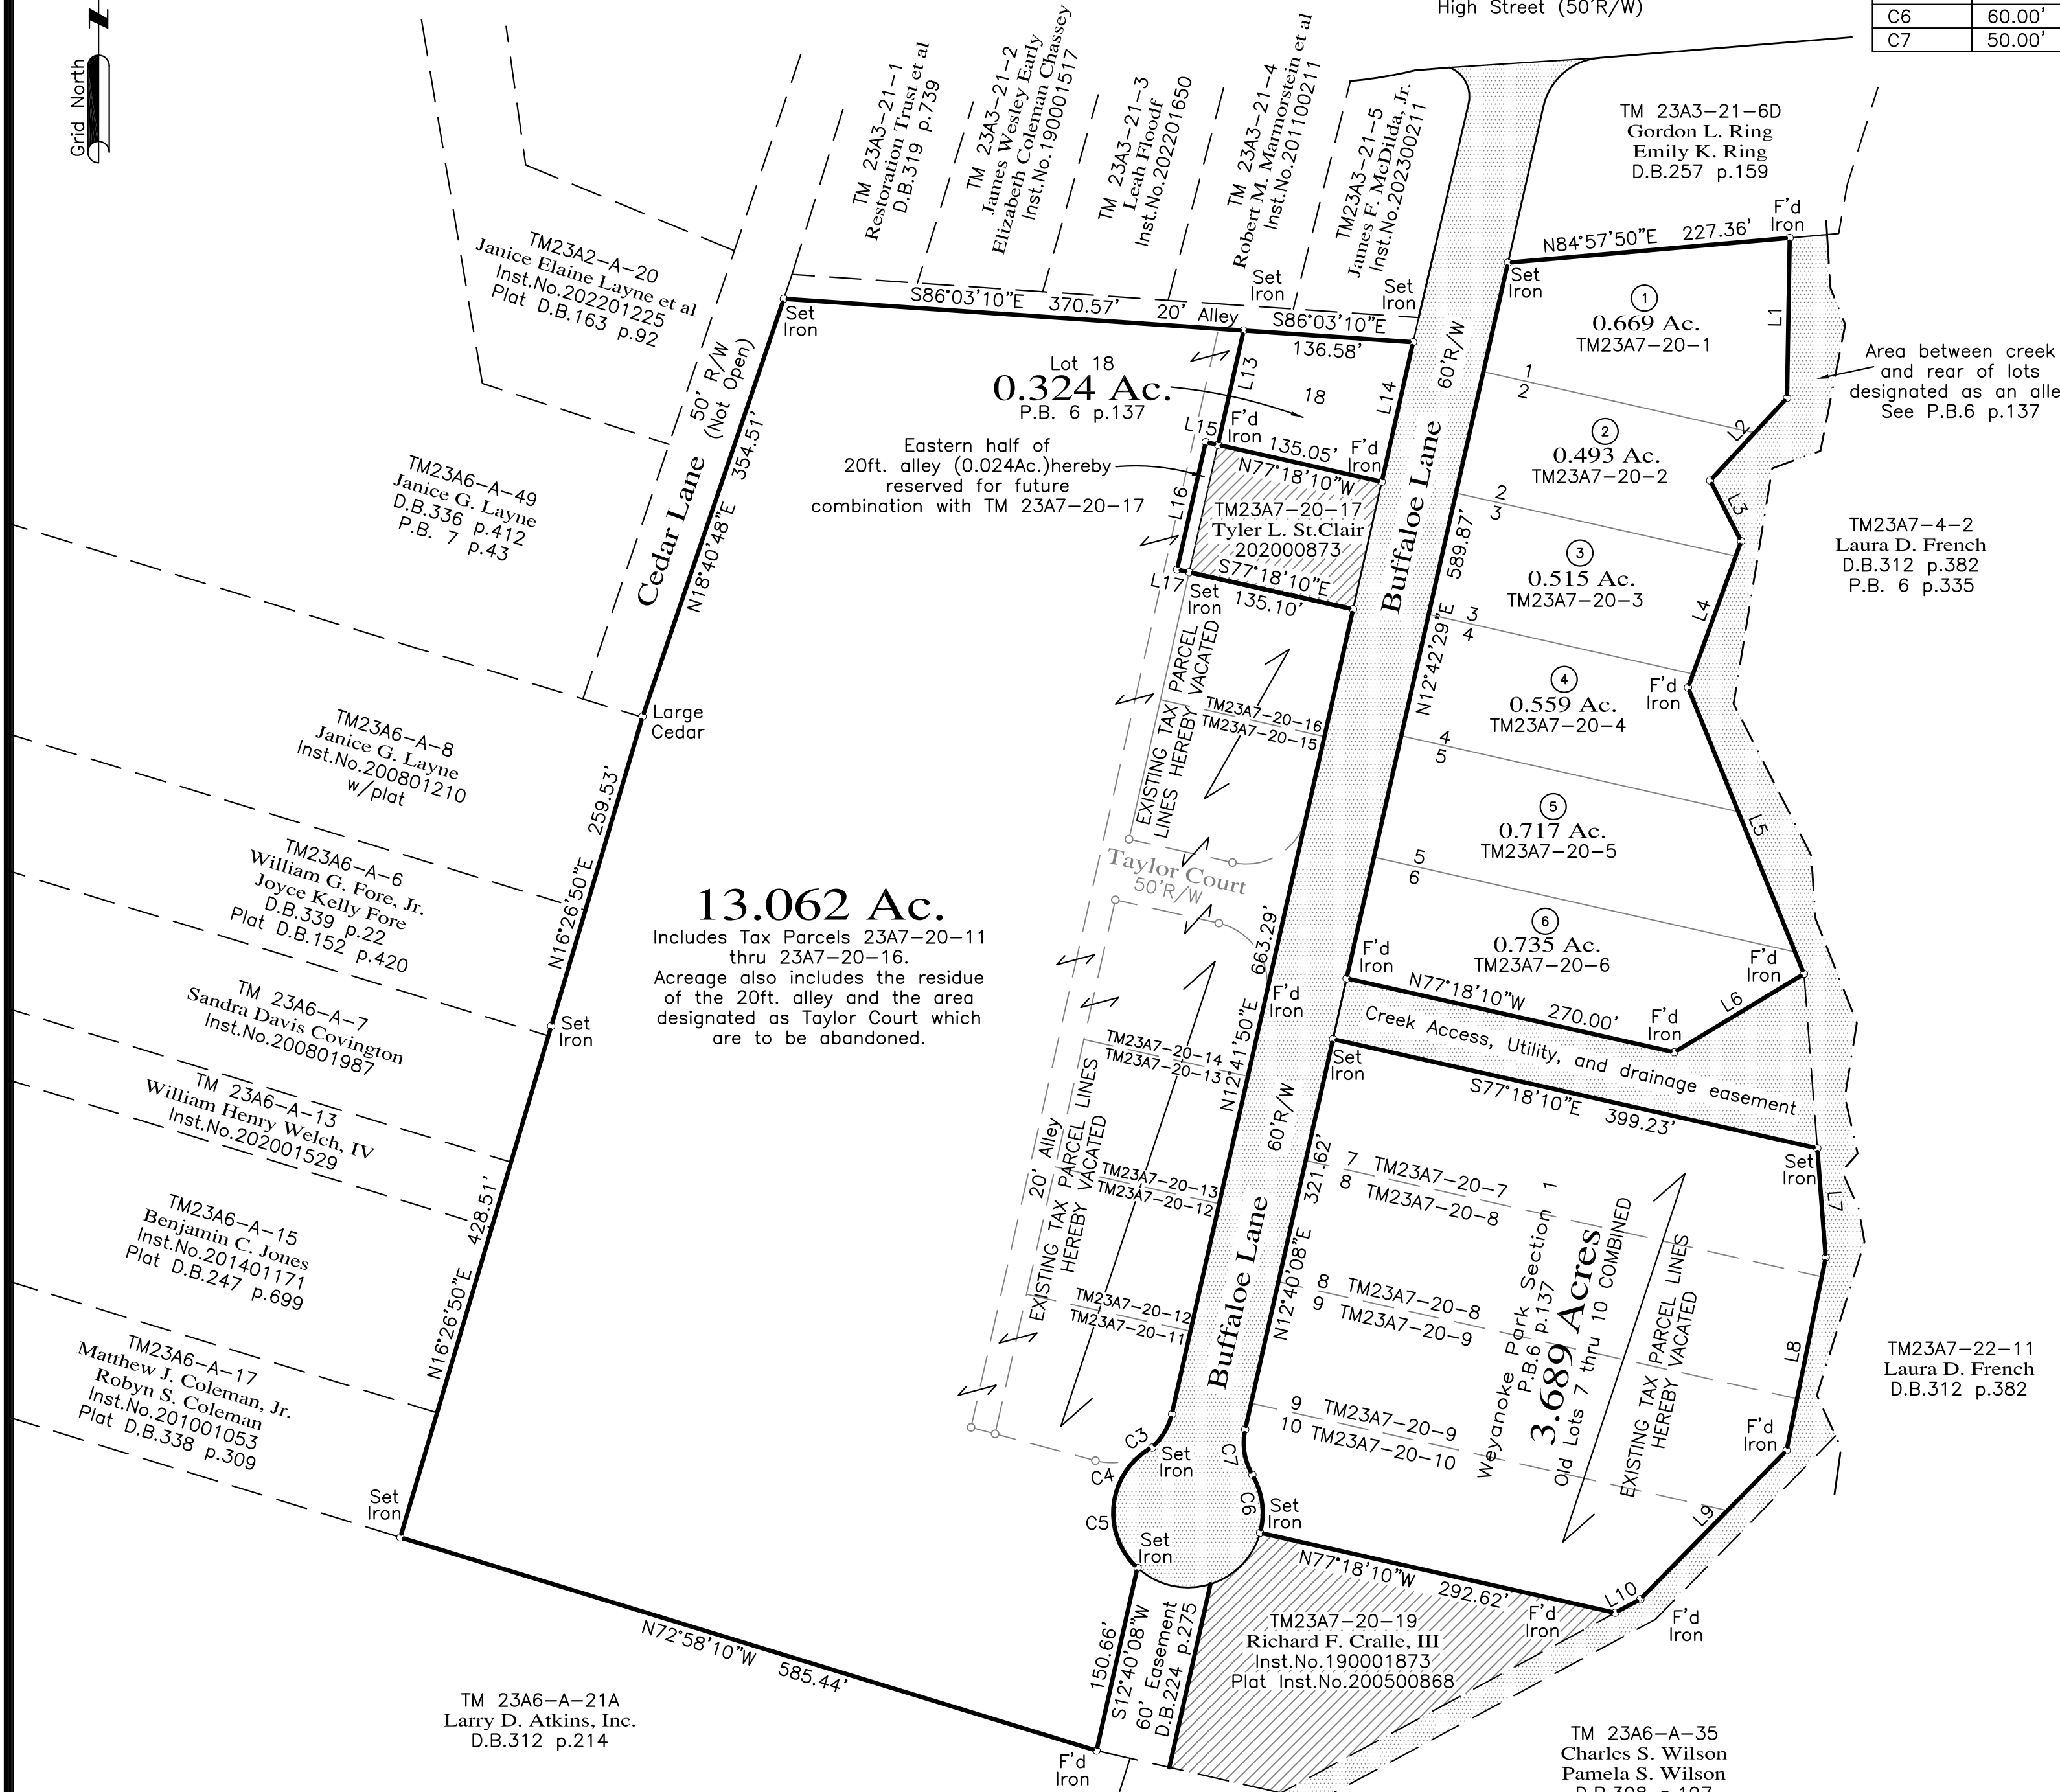 High Street (50'R/W)
C6 60.00'
C7 50.00'
Grid North
TM 23A3-21-1
Restoration Trust et al
D.B.319 p.739
TM 23A3-21-2
James Wesley Early
Elizabeth Coleman Chassey
Inst.No.190001517
TM 23A3-21-3
Leah Floodf
Inst.No.202201650
TM 23A3-21-4
Robert M. Marmorstein et al
Inst.No.201100211
TM23A3-21-5
James F. McDilda, Jr.
Inst.No.202300211
TM 23A3-21-6D
Gordon L. Ring
Emily K. Ring
D.B.257 p.159
F'd
Iron
N84°57'50"E 227.36'
Set
Iron
TM23A2-A-20
Janice Elaine Layne et al
Inst.No.202201225
Plat D.B.163 p.92
Set
Iron
S86°03'10"E 370.57' 20' Alley
Set
Iron
S86°03'10"E
136.58'
Set
Iron
1
0.669 Ac.
TM23A7-20-1
L1
Area between creek
and rear of lots
designated as an alle
See P.B.6 p.137
Cedar Lane
50' R/W
(Not Open)
N18°40'48"E 354.51'
Lot 18
0.324 Ac.
P.B. 6 p.137
L13
18
L14
60'R/W
1
2
L2
2
0.493 Ac.
TM23A7-20-2
L15
F'd
Iron
135.05'
N77°18'10"W
F'd
Iron
Eastern half of
20ft. alley (0.024Ac.)hereby
reserved for future
combination with TM 23A7-20-17
L16
TM23A7-20-17
Tyler L. St.Clair
202000873
L17
S77°18'10"E
135.10'
Set
Iron
Buffaloe Lane
N12°42'29"E 589.87'
2
3
L3
3
0.515 Ac.
TM23A7-20-3
TM23A7-4-2
Laura D. French
D.B.312 p.382
P.B. 6 p.335
L4
3
4
4
0.559 Ac.
TM23A7-20-4
F'd
Iron
TM23A6-A-49
Janice G. Layne
D.B.336 p.412
P.B. 7 p.43
Large
Cedar
EXISTING TAX PARCEL
LINES HEREBY VACATED
TM23A7-20-16
TM23A7-20-15
4
5
L5
5
0.717 Ac.
TM23A7-20-5
TM23A6-A-8
Janice G. Layne
Inst.No.200801210
w/plat
N16°26'50"E 259.53'
Taylor Court
50'R/W
5
6
6
0.735 Ac.
TM23A7-20-6
F'd
Iron
L6
F'd
Iron
F'd
Iron
N77°18'10"W 270.00'
TM23A6-A-6
William G. Fore, Jr.
Joyce Kelly Fore
D.B.339 p.22
Plat D.B.152 p.420
13.062 Ac.
Includes Tax Parcels 23A7-20-11
thru 23A7-20-16.
Acreage also includes the residue
of the 20ft. alley and the area
designated as Taylor Court which
are to be abandoned.
N12°41'50"E 663.29'
F'd
Iron
Creek Access, Utility, and drainage easement
Set
Iron
S77°18'10"E 399.23'
Set
Iron
TM 23A6-A-7
Sandra Davis Covington
Inst.No.200801987
Set
Iron
TM23A7-20-14
TM23A7-20-13
60'R/W
TM 23A6-A-13
William Henry Welch, IV
Inst.No.202001529
20' Alley
EXISTING TAX PARCEL LINES
HEREBY VACATED
TM23A7-20-13
TM23A7-20-12
N12°40'08"E 321.62'
7 TM23A7-20-7
8 TM23A7-20-8
L7
TM23A6-A-15
Benjamin C. Jones
Inst.No.201401171
Plat D.B.247 p.699
N16°26'50"E 428.51'
TM23A7-20-12
TM23A7-20-11
Buffaloe Lane
8 TM23A7-20-8
9 TM23A7-20-9
Weyanoke Park Section 1
P.B.6 p.137
3.689 Acres
Old Lots 7 thru 10 COMBINED
EXISTING TAX PARCEL LINES
HEREBY VACATED
L8
TM23A7-22-11
Laura D. French
D.B.312 p.382
TM23A6-A-17
Matthew J. Coleman, Jr.
Robyn S. Coleman
Inst.No.201001053
Plat D.B.338 p.309
9 TM23A7-20-9
10 TM23A7-20-10
F'd
Iron
C3
Set
Iron
C4
C7
C6
C5
Set
Iron
Set
Iron
L9
Set
Iron
N77°18'10"W 292.62'
L10
F'd
Iron
F'd
Iron
N72°58'10"W 585.44'
150.66'
S12°40'08"W
60' Easement
D.B.224 p.275
TM23A7-20-19
Richard F. Cralle, III
Inst.No.190001873
Plat Inst.No.200500868
TM 23A6-A-21A
Larry D. Atkins, Inc.
D.B.312 p.214
F'd
Iron
TM 23A6-A-35
Charles S. Wilson
Pamela S. Wilson